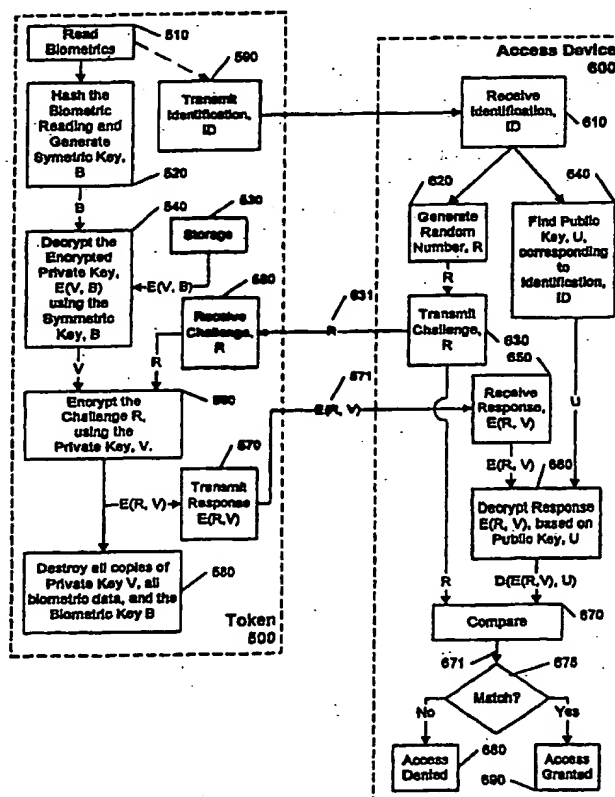 Read
Biometrics
510
590
Hash the
Biometric
Reading and
Generate
Symetric Key,
B
520
Transmit
Identification,
ID
B
540
530
Storage
Decrypt the
Encrypted
Private Key,
E(V, B)
using the
Symmetric
Key, B
E(V, B)
Receive
Challenge,
R
V
R
Encrypt the
Challenge R,
using the
Private Key, V.
570
E(R, V)
Transmit
Response
E(R,V)
Destroy all copies of
Private Key V, all
biometric data, and the
Biometric Key B
Token
500
631
R
571
E(R, V)
Access Device
600
Receive
Identification,
ID
610
620
640
Generate
Random
Number, R
Find Public
Key, U,
corresponding
to
Identification,
ID
R
Transmit
Challenge,
R
630
650
Receive
Response,
E(R, V)
U
E(R, V)
Decrypt Response
E(R, V), based on
Public Key, U
R
D(E(R,V), U)
Compare
670
671
675
Match?
No
Yes
Access
Denied
Access
Granted
690